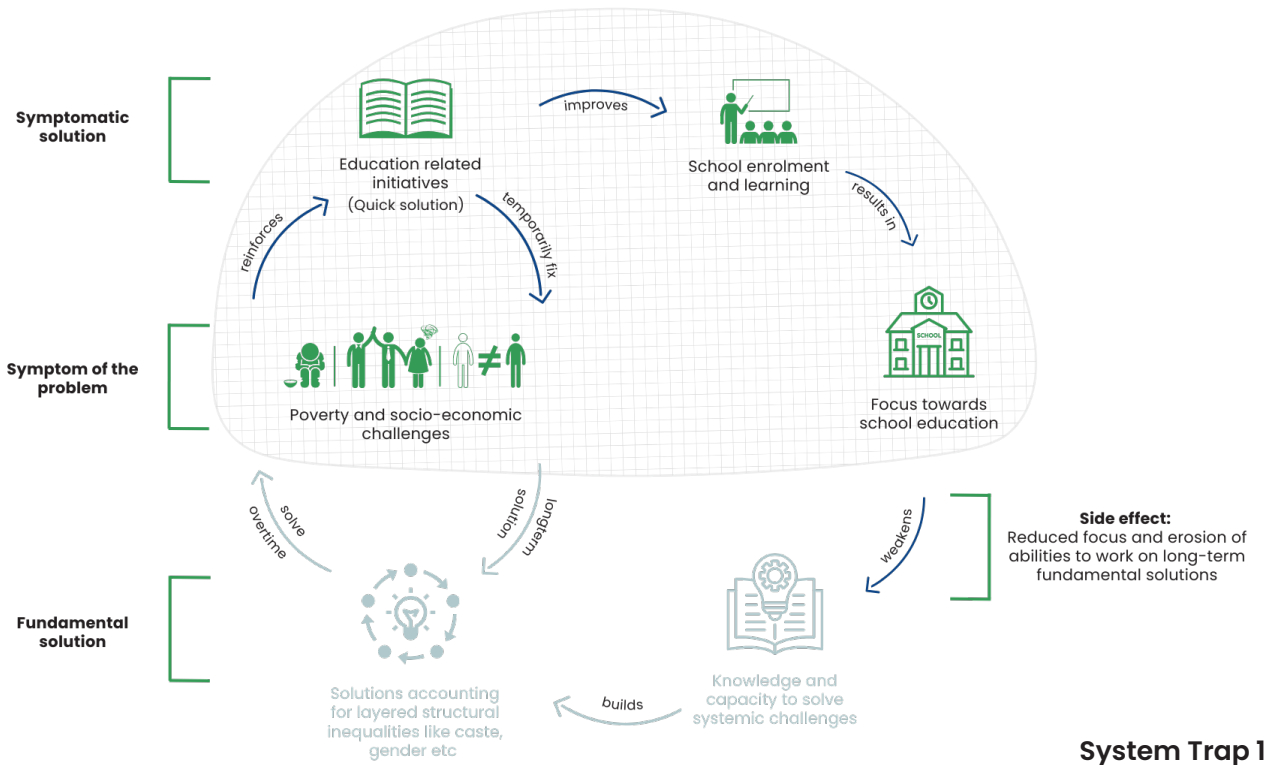 Symptomatic
solution
Education related
initiatives
(Quick solution)
improves
School enrolment
and learning
reinforces
temporarily fix
results in
Symptom of the
problem
Poverty and socio-economic
challenges
SCHOOL
Focus towards
school education
solve
overtime
longterm
solution
weakens
Side effect:
Reduced focus and erosion of
abilities to work on long-term
fundamental solutions
Fundamental
solution
Solutions accounting
for layered structural
inequalities like caste,
gender etc
builds
Knowledge and
capacity to solve
systemic challenges
System Trap 1